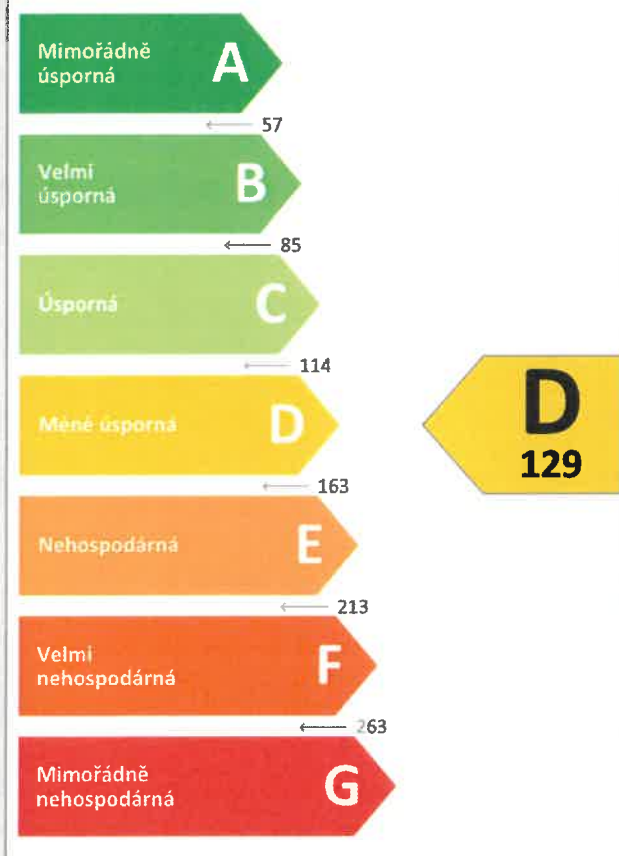 Mimořádně
úsporná
A
57
Velmi
úsporná
B
85
Úsporná
C
114
Méně úsporná
D
163
D
129
Nehospodárná
E
213
Velmi
nehospodárná
F
263
Mimořádně
nehospodárná
G